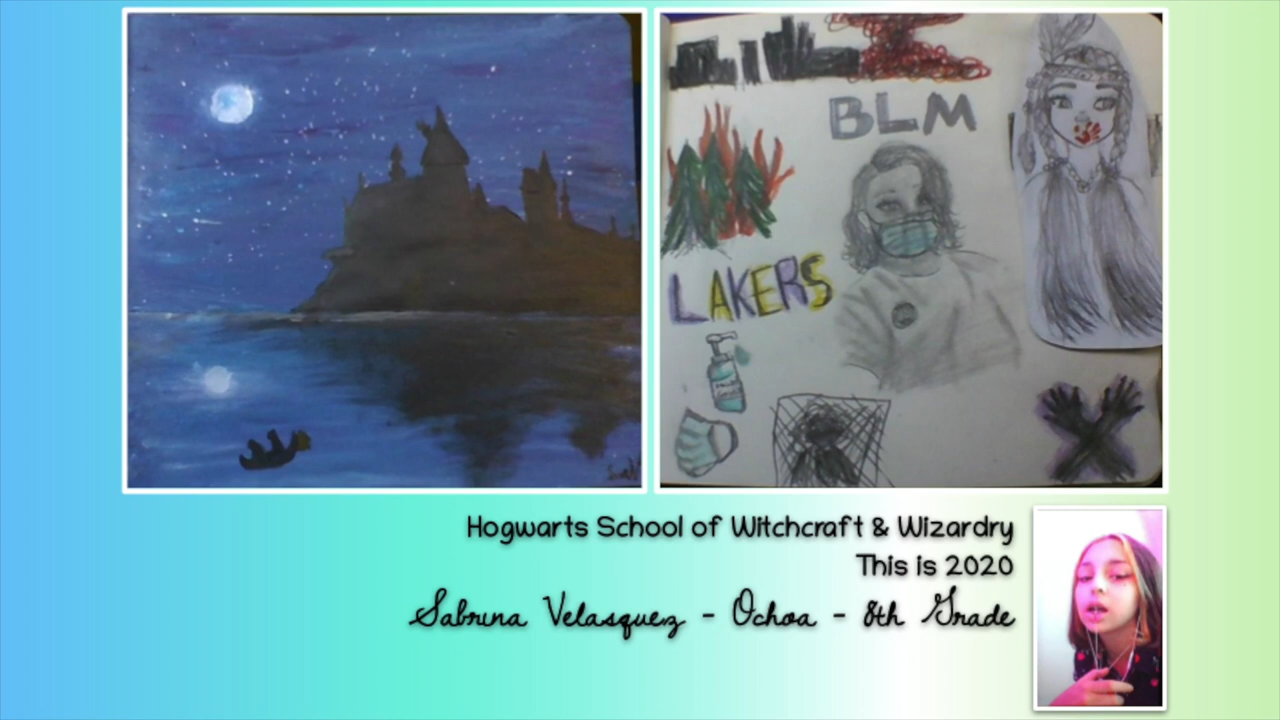 BLM
LAKERS
Hogwarts School of Witchcraft & Wizardry
This is 2020
Sabrina Velasquez - Ochoa - 8th Grade